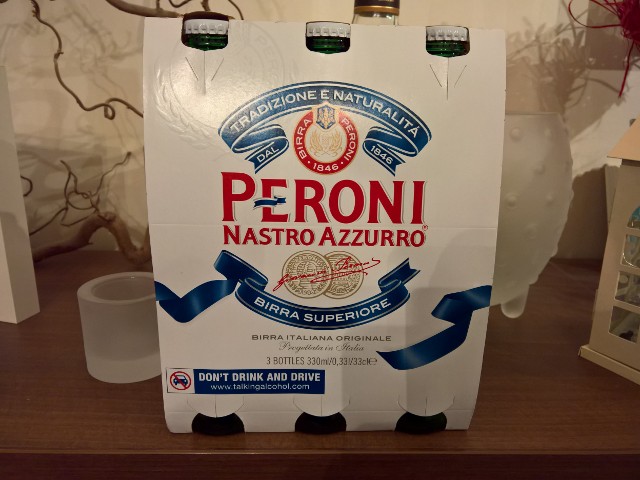 TRADIZIONE E NATURALITÀ
DAL 1846
BIRRA PERONI
· 1846 ·
PERONI
NASTRO AZZURRO®
BIRRA SUPERIORE
BIRRA ITALIANA ORIGINALE
Progettata in Italia
3 BOTTLES 330ml/0,33l/33cl℮
DON'T DRINK AND DRIVE
www.talkingalcohol.com